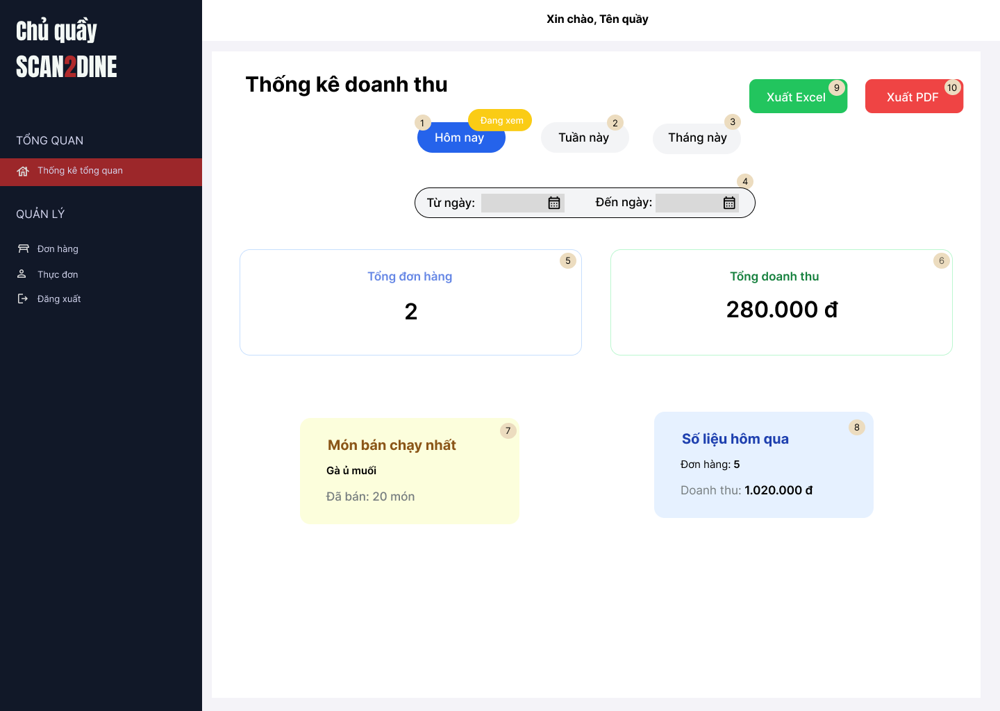 Chủ quầy
SCAN2DINE
TỔNG QUAN
Thống kê tổng quan
QUẢN LÝ
Đơn hàng
Thực đơn
Đăng xuất
Xin chào, Tên quầy
Thống kê doanh thu
Xuất Excel 9
Xuất PDF 10
1 Hôm nay Đang xem
Tuần này 2
Tháng này 3
4
Từ ngày: Đến ngày:
5
Tổng đơn hàng
2
6
Tổng doanh thu
280.000 đ
7
Món bán chạy nhất
Gà ủ muối
Đã bán: 20 món
8
Số liệu hôm qua
Đơn hàng: 5
Doanh thu: 1.020.000 đ